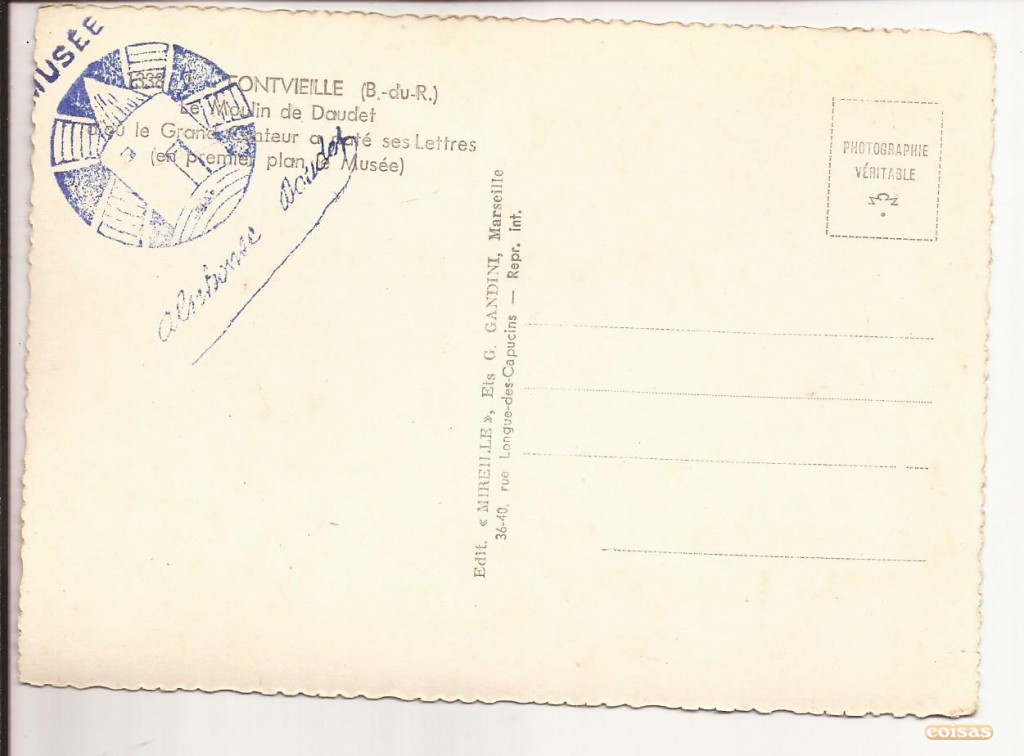 MUSÉE
1338 FONTVIEILLE (B.-du-R.)
Le Moulin de Daudet
d'où le Grand Conteur a daté ses Lettres
(en premier plan le Musée)
Alphonse Daudet
Edit. « MIREILLE », Ets G. GANDINI, Marseille
36-40, rue Longue-des-Capucins — Repr. int.
PHOTOGRAPHIE
VÉRITABLE
coisas